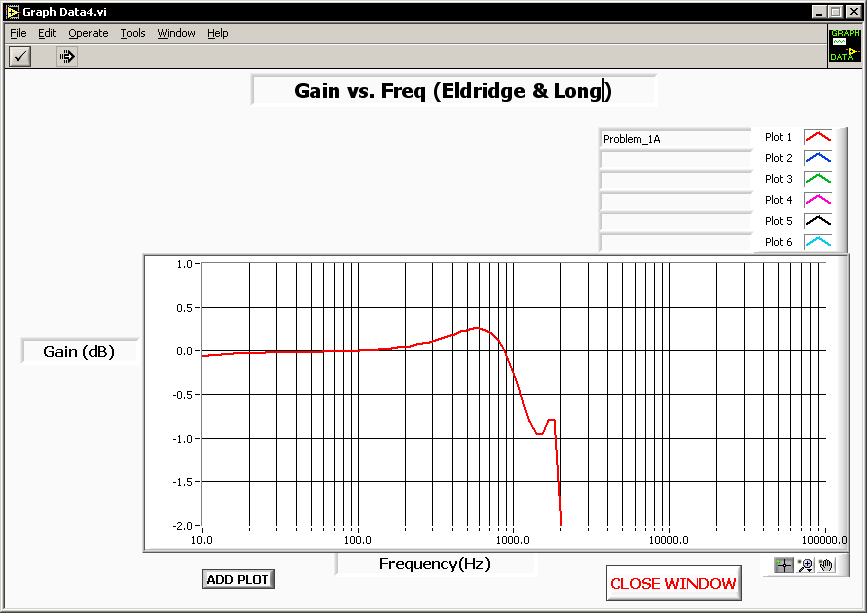 Graph Data4.vi
File Edit Operate Tools Window Help
GRAPH
DATA
Gain vs. Freq (Eldridge & Long)
Problem_1A Plot 1
Plot 2
Plot 3
Plot 4
Plot 5
Plot 6
1.0
0.5
0.0
Gain (dB)
-0.5
-1.0
-1.5
-2.0
10.0 100.0 1000.0 10000.0 100000.0
Frequency(Hz)
ADD PLOT
CLOSE WINDOW